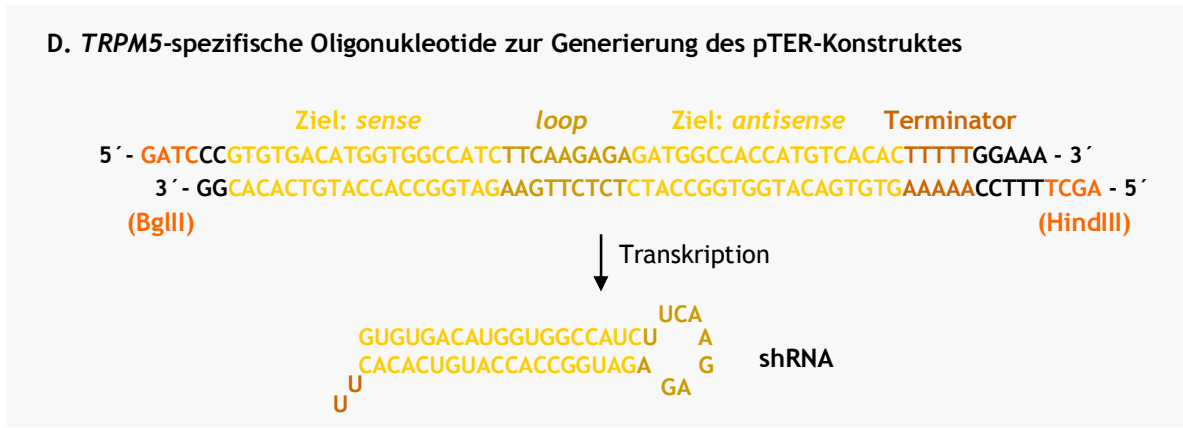 D. TRPM5-spezifische Oligonukleotide zur Generierung des pTER-Konstruktes
Ziel: sense loop Ziel: antisense Terminator
5´- GATCCCGTGTGACATGGTGGCCATCTTCAAGAGAGATGGCCACCATGTCACACTTTTTGGAAA - 3´
3´- GGCACACTGTACCACCGGTAGAAGTTCTCTCTACCGGTGGTACAGTGTGAAAAACCTTTTCGA - 5´
(BglII) (HindIII)
Transkription
UCA
GUGUGACAUGGUGGCCAUCU A
CACACUGUACCACCGGUAGA G shRNA
U GA
U